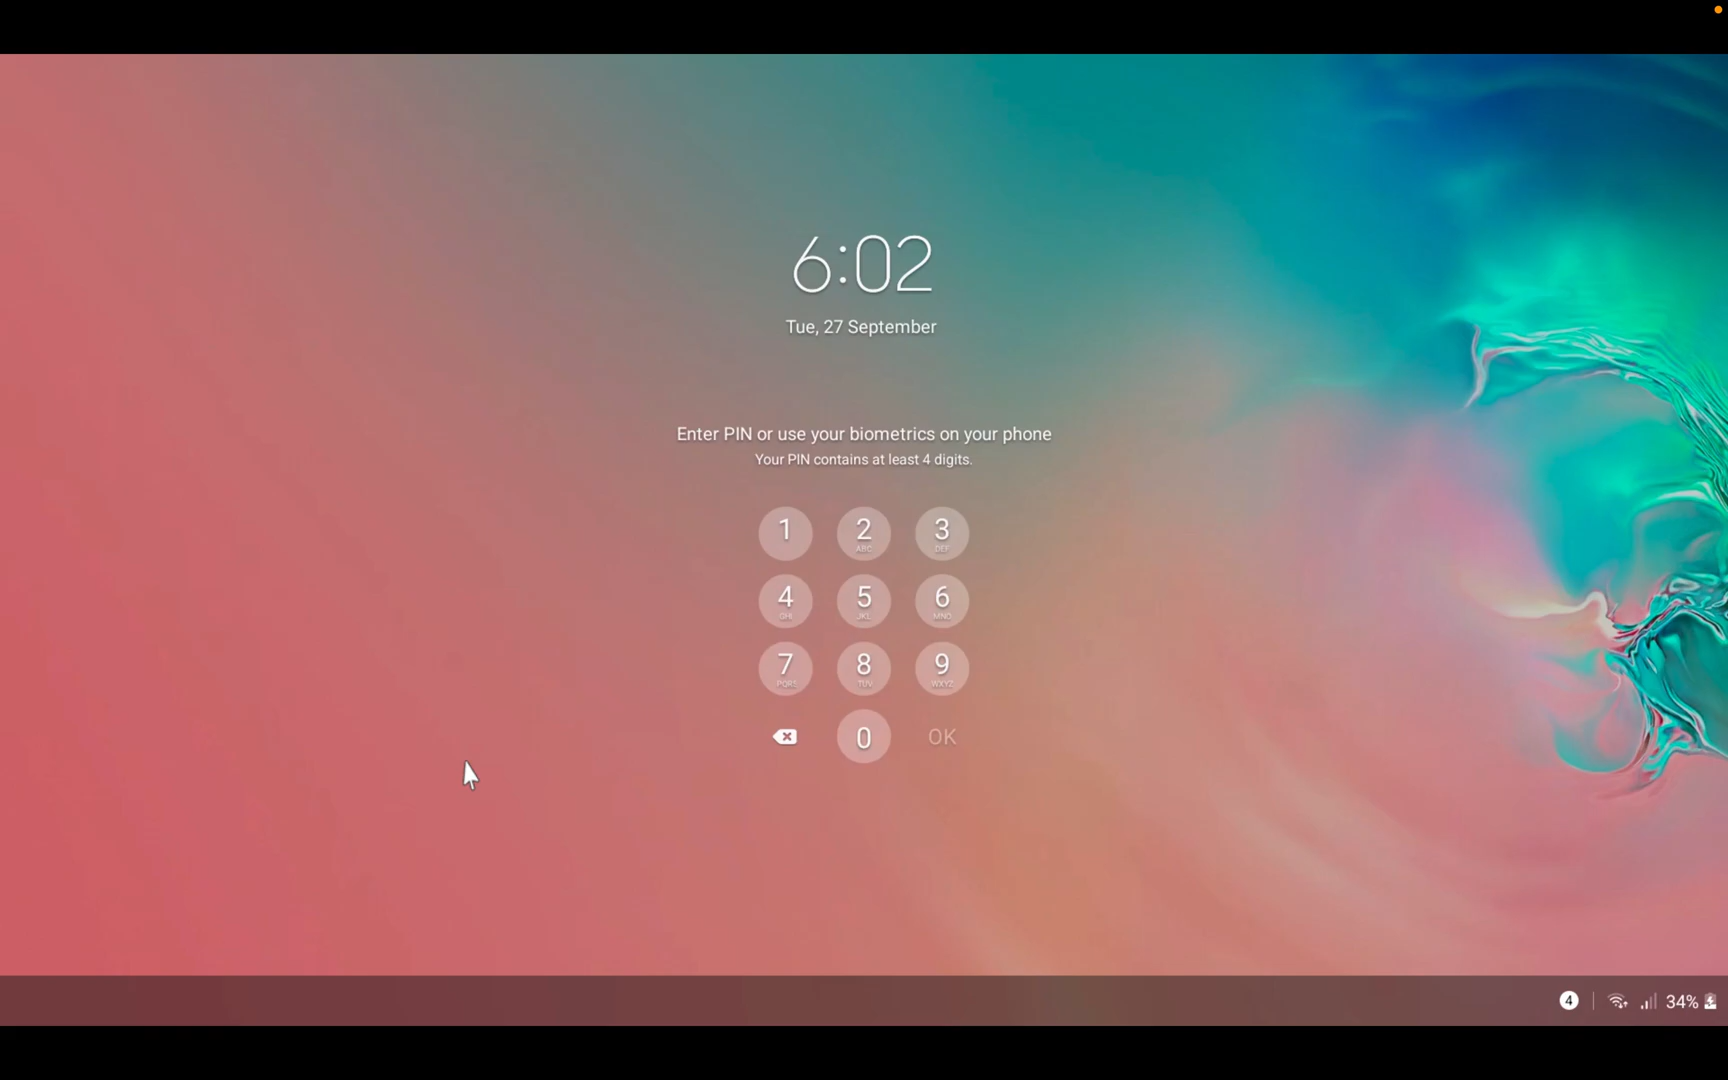 6:02
Tue, 27 September
Enter PIN or use your biometrics on your phone
Your PIN contains at least 4 digits.
1 2 3
ABC DEF
4 5 6
GHI JKL MNO
7 8 9
PQRS TUV WXYZ
0 OK
4 34%